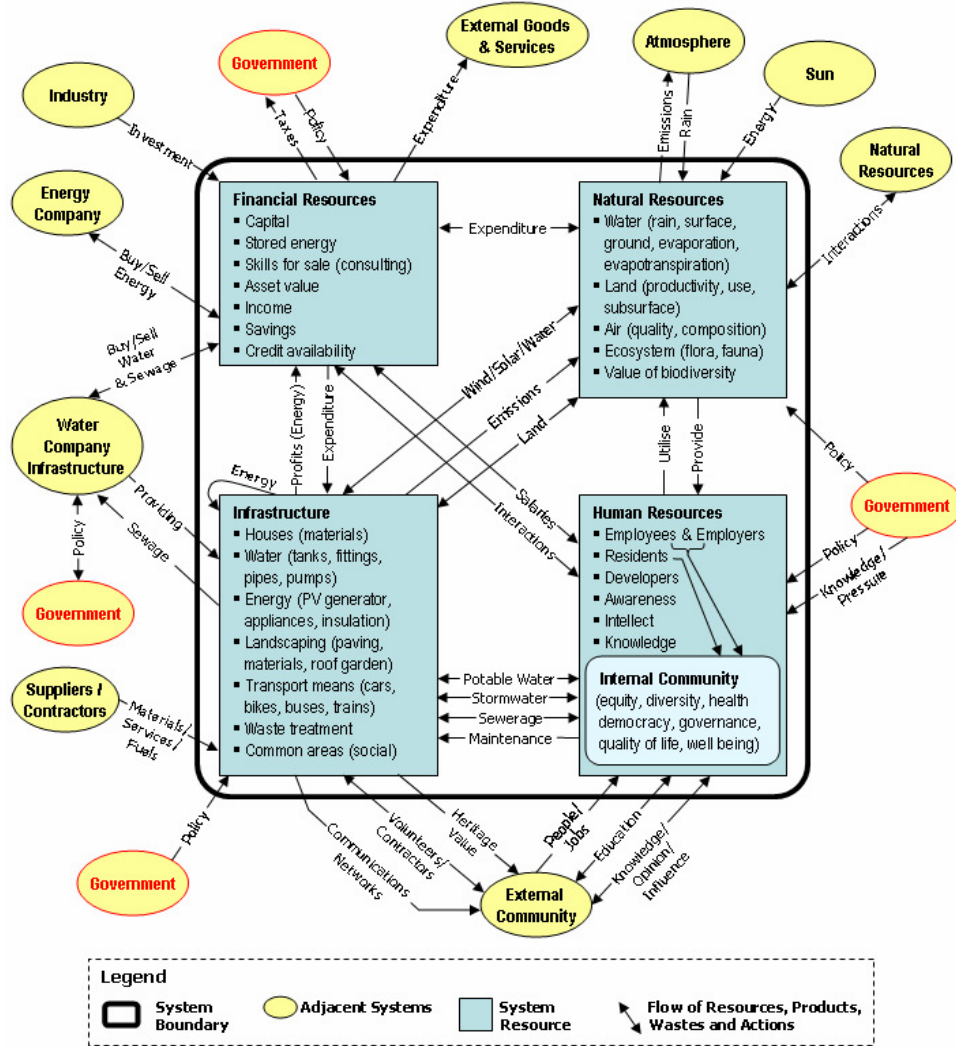 External Goods
& Services
Atmosphere
Government
Sun
Industry
Taxes
Policy
Expenditure
Emissions
Rain
Energy
Investment
Natural
Resources
Energy
Company
Financial Resources
▪ Capital
▪ Stored energy
▪ Skills for sale (consulting)
▪ Asset value
▪ Income
▪ Savings
▪ Credit availability
Expenditure
Natural Resources
▪ Water (rain, surface,
ground, evaporation,
evapotranspiration)
▪ Land (productivity, use,
subsurface)
▪ Air (quality, composition)
▪ Ecosystem (flora, fauna)
▪ Value of biodiversity
Interactions
Buy/Sell
Energy
Buy/Sell
Water
& Sewage
Water
Company
Infrastructure
Profits (Energy)
Expenditure
Wind/Solar/Water
Emissions
Land
Salaries
Interactions
Utilise
Provide
Policy
Government
Policy
Knowledge/
Pressure
Energy
Providing
Sewage
Policy
Government
Infrastructure
▪ Houses (materials)
▪ Water (tanks, fittings,
pipes, pumps)
▪ Energy (PV generator,
appliances, insulation)
▪ Landscaping (paving,
materials, roof garden)
▪ Transport means (cars,
bikes, buses, trains)
▪ Waste treatment
▪ Common areas (social)
Human Resources
▪ Employees & Employers
▪ Residents
▪ Developers
▪ Awareness
▪ Intellect
▪ Knowledge
Internal Community
(equity, diversity, health
democracy, governance,
quality of life, well being)
Potable Water
Stormwater
Sewerage
Maintenance
Suppliers /
Contractors
Materials/
Services/
Fuels
Policy
Government
Communications
Networks
Volunteers/
Contractors
Heritage
Value
People/
Jobs
Education
Knowledge/
Opinion/
Influence
External
Community
Legend
System
Boundary
Adjacent Systems
System
Resource
Flow of Resources, Products,
Wastes and Actions